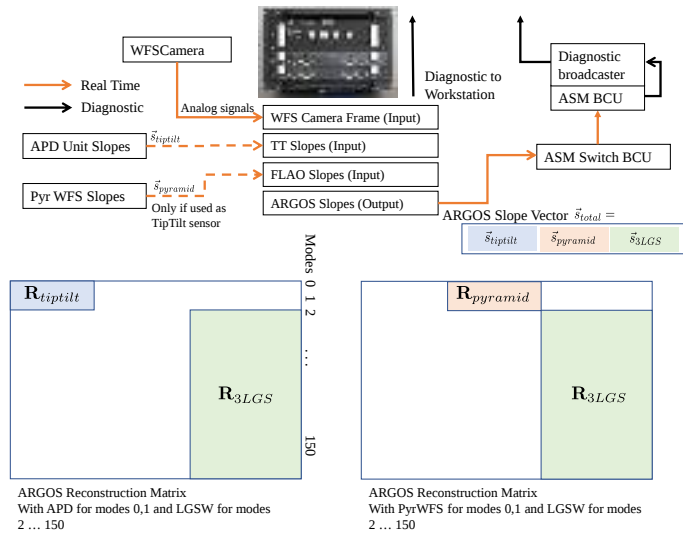 WFSCamera
Real Time
Diagnostic
Diagnostic to
Workstation
Diagnostic
broadcaster
ASM BCU
Analog signals
WFS Camera Frame (Input)
APD Unit Slopes
s⃗tiptilt
TT Slopes (Input)
ASM Switch BCU
FLAO Slopes (Input)
Pyr WFS Slopes
s⃗pyramid
Only if used as
TipTilt sensor
ARGOS Slopes (Output)
ARGOS Slope Vector s⃗total =
s⃗tiptilt s⃗pyramid s⃗3LGS
Modes 0 1 2 ... 150
Rtiptilt
R3LGS
Rpyramid
R3LGS
ARGOS Reconstruction Matrix
With APD for modes 0,1 and LGSW for modes
2 … 150
ARGOS Reconstruction Matrix
With PyrWFS for modes 0,1 and LGSW for modes
2 … 150